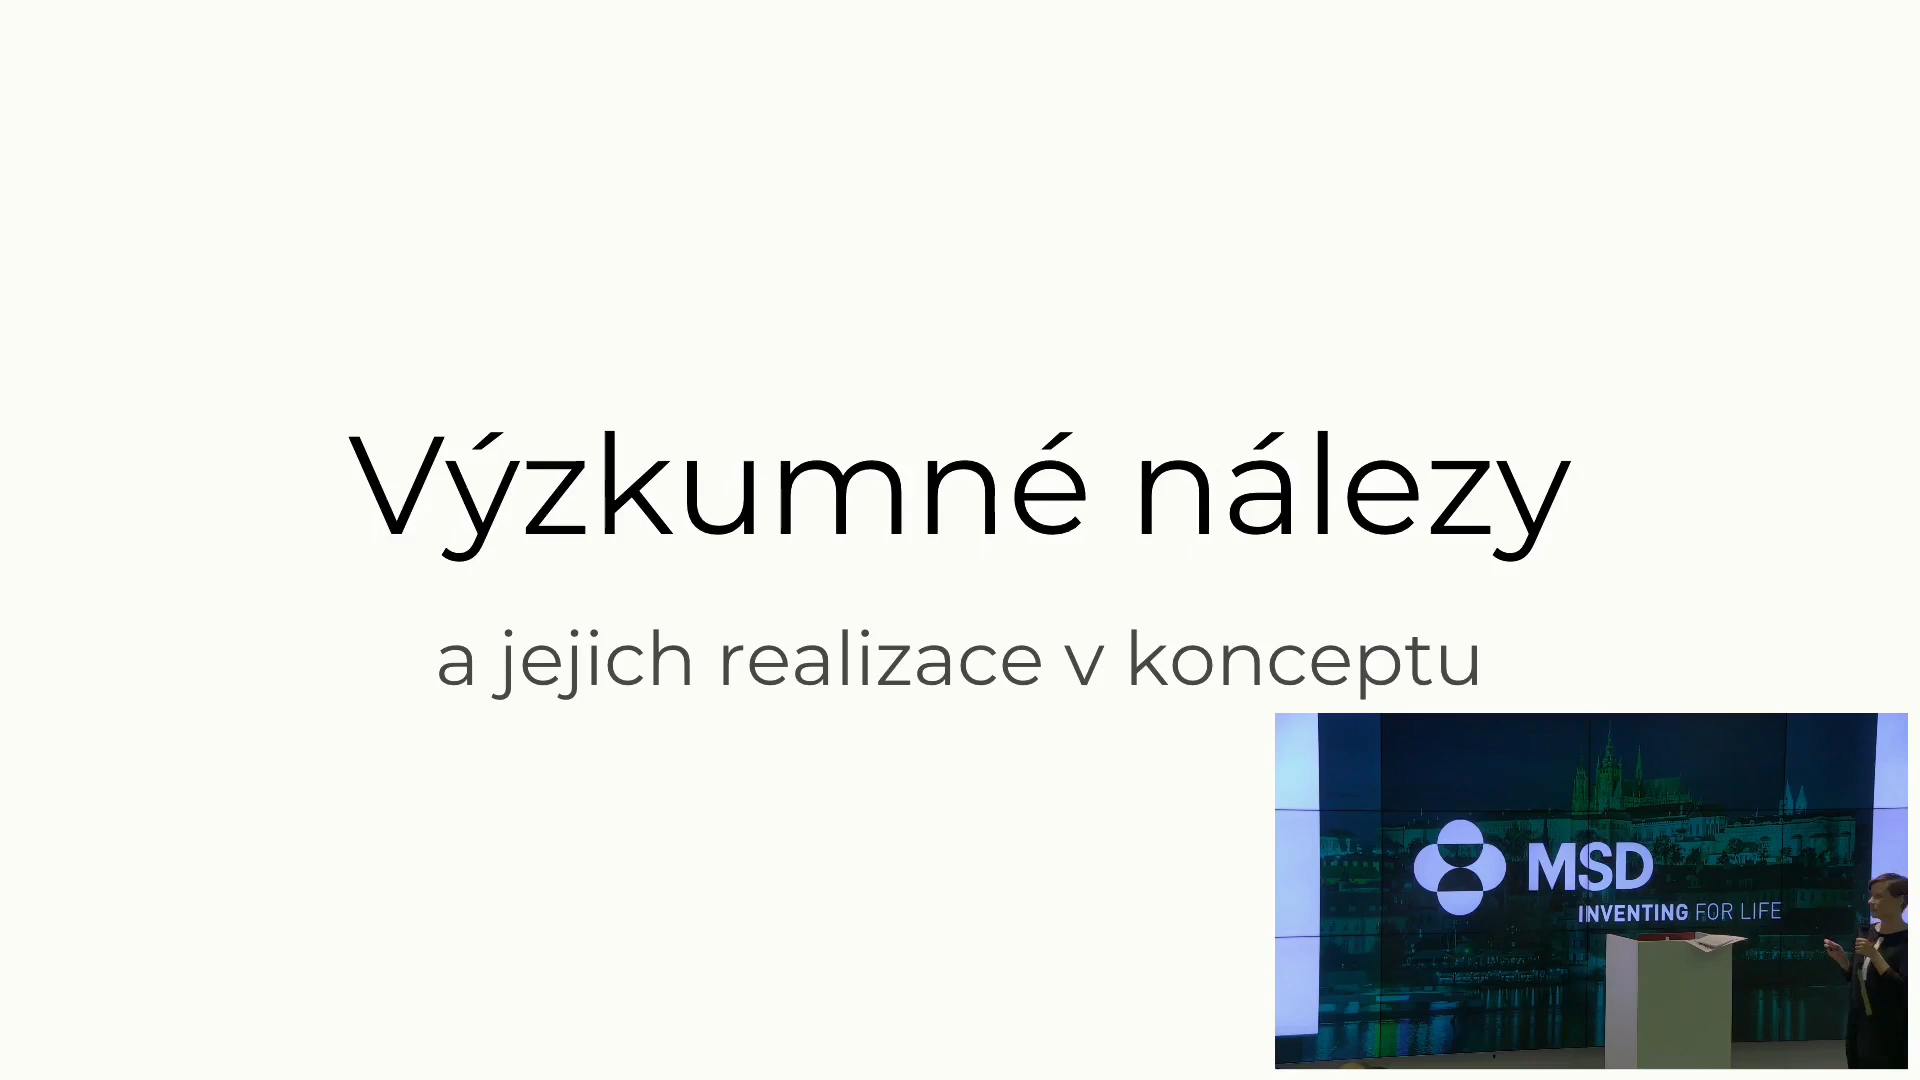 Výzkumné nálezy
a jejich realizace v konceptu
MSD
INVENTING FOR LIFE